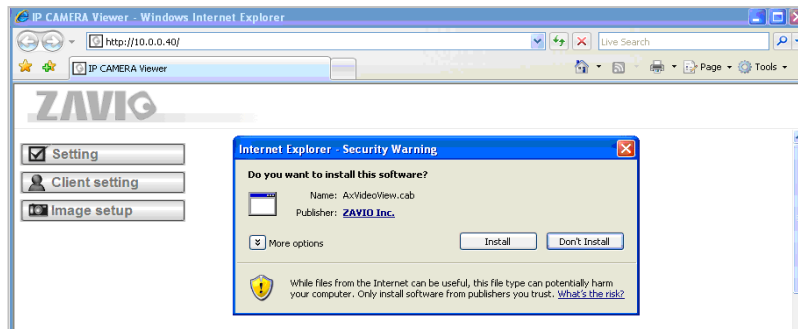 IP CAMERA Viewer - Windows Internet Explorer
http://10.0.0.40/
Live Search
IP CAMERA Viewer
Page
Tools
ZAVIO
Setting
Client setting
Image setup
Internet Explorer - Security Warning
Do you want to install this software?
Name: AxVideoView.cab
Publisher: ZAVIO Inc.
More options
Install
Don't Install
While files from the Internet can be useful, this file type can potentially harm
your computer. Only install software from publishers you trust. What's the risk?